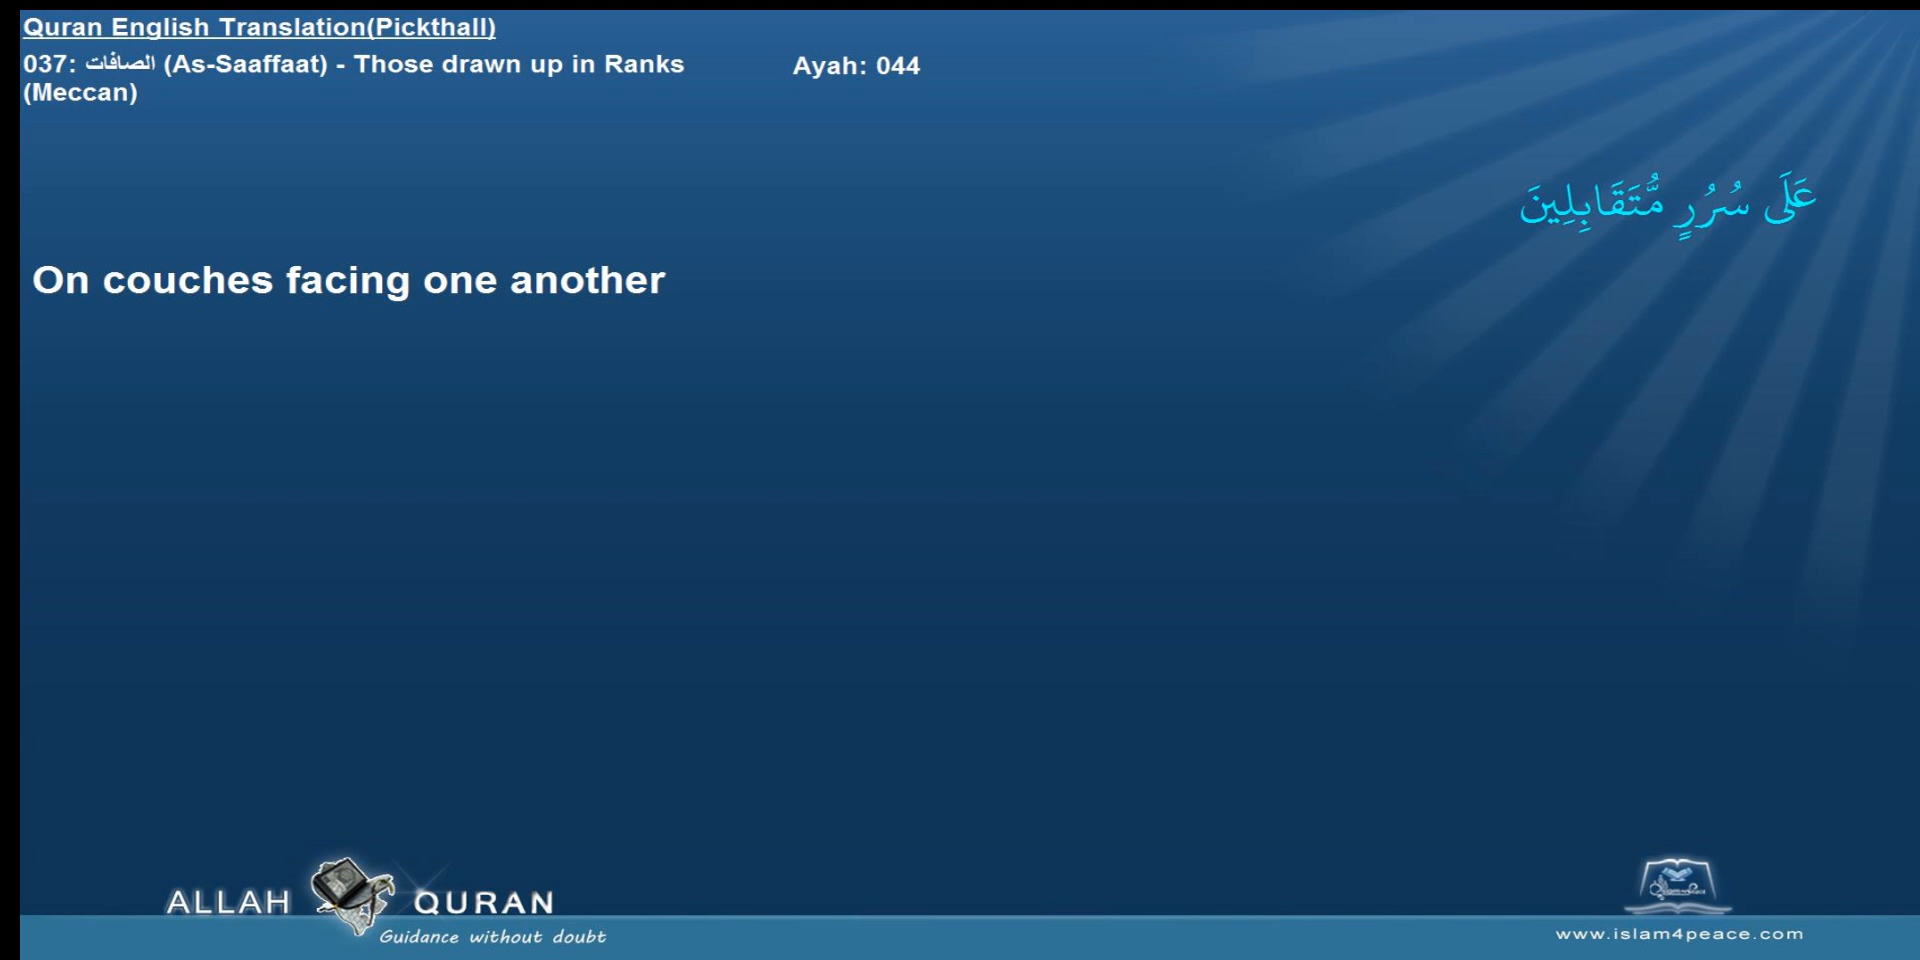 Quran English Translation(Pickthall)
037: الصافات (As-Saaffaat) - Those drawn up in Ranks
(Meccan)
Ayah: 044
عَلَى سُرُرٍ مُّتَقَابِلِينَ
On couches facing one another
ALLAH QURAN
Guidance without doubt
www.islam4peace.com